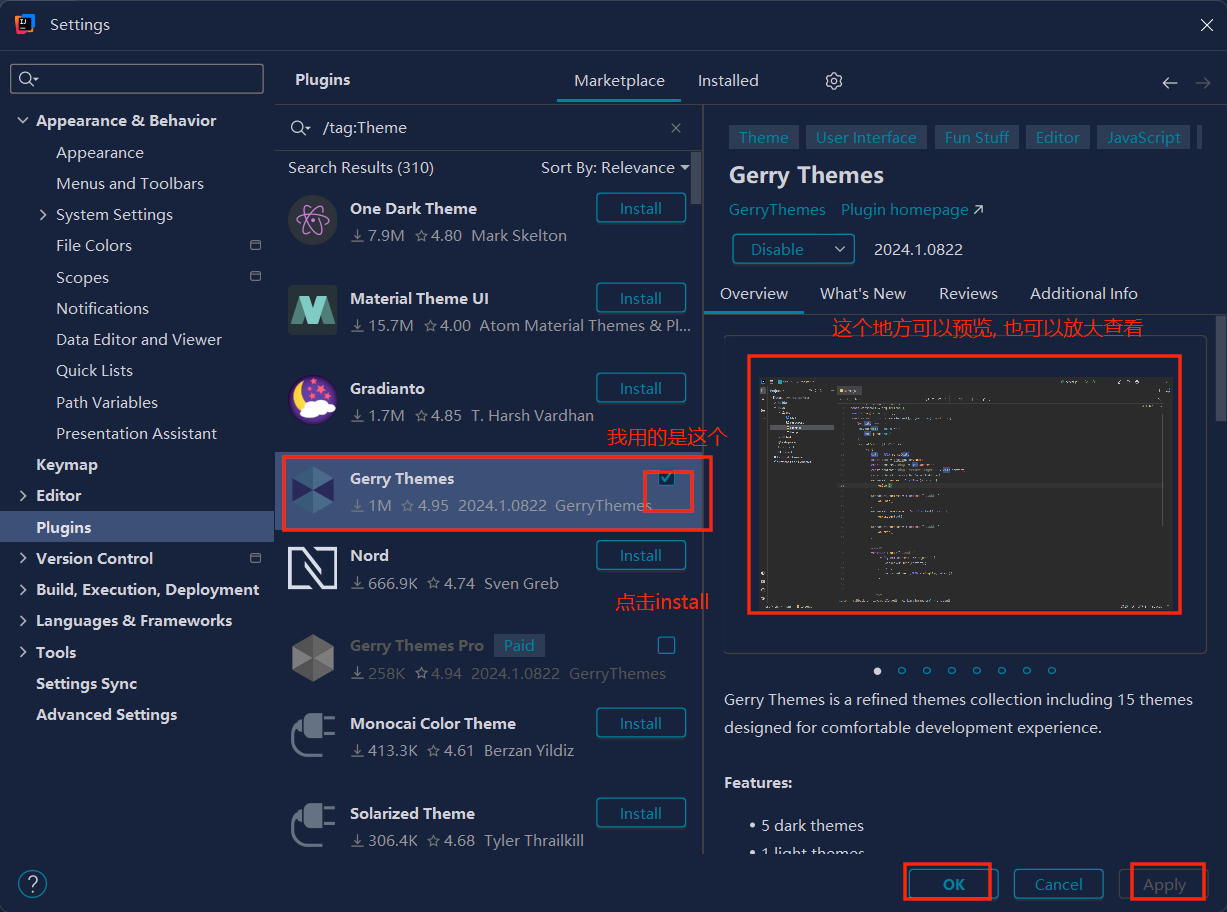 Settings
Plugins
Marketplace
Installed
Appearance & Behavior
Appearance
Menus and Toolbars
System Settings
File Colors
Scopes
Notifications
Data Editor and Viewer
Quick Lists
Path Variables
Presentation Assistant
Keymap
Editor
Plugins
Version Control
Build, Execution, Deployment
Languages & Frameworks
Tools
Settings Sync
Advanced Settings
/tag:Theme
Search Results (310)
Sort By: Relevance
One Dark Theme
Install
7.9M 4.80 Mark Skelton
Material Theme UI
Install
15.7M 4.00 Atom Material Themes & Pl...
Gradianto
Install
1.7M 4.85 T. Harsh Vardhan
我用的是这个
Gerry Themes
1M 4.95 2024.1.0822 GerryThemes
Nord
Install
666.9K 4.74 Sven Greb
点击install
Gerry Themes Pro Paid
258K 4.94 2024.1.0822 GerryThemes
Monocai Color Theme
Install
413.3K 4.61 Berzan Yildiz
Solarized Theme
Install
306.4K 4.68 Tyler Thrailkill
Theme User Interface Fun Stuff Editor JavaScript
Gerry Themes
GerryThemes Plugin homepage
Disable 2024.1.0822
Overview What's New Reviews Additional Info
这个地方可以预览, 也可以放大查看
Gerry Themes is a refined themes collection including 15 themes
designed for comfortable development experience.
Features:
• 5 dark themes
• 1 light themes
?
OK
Cancel
Apply